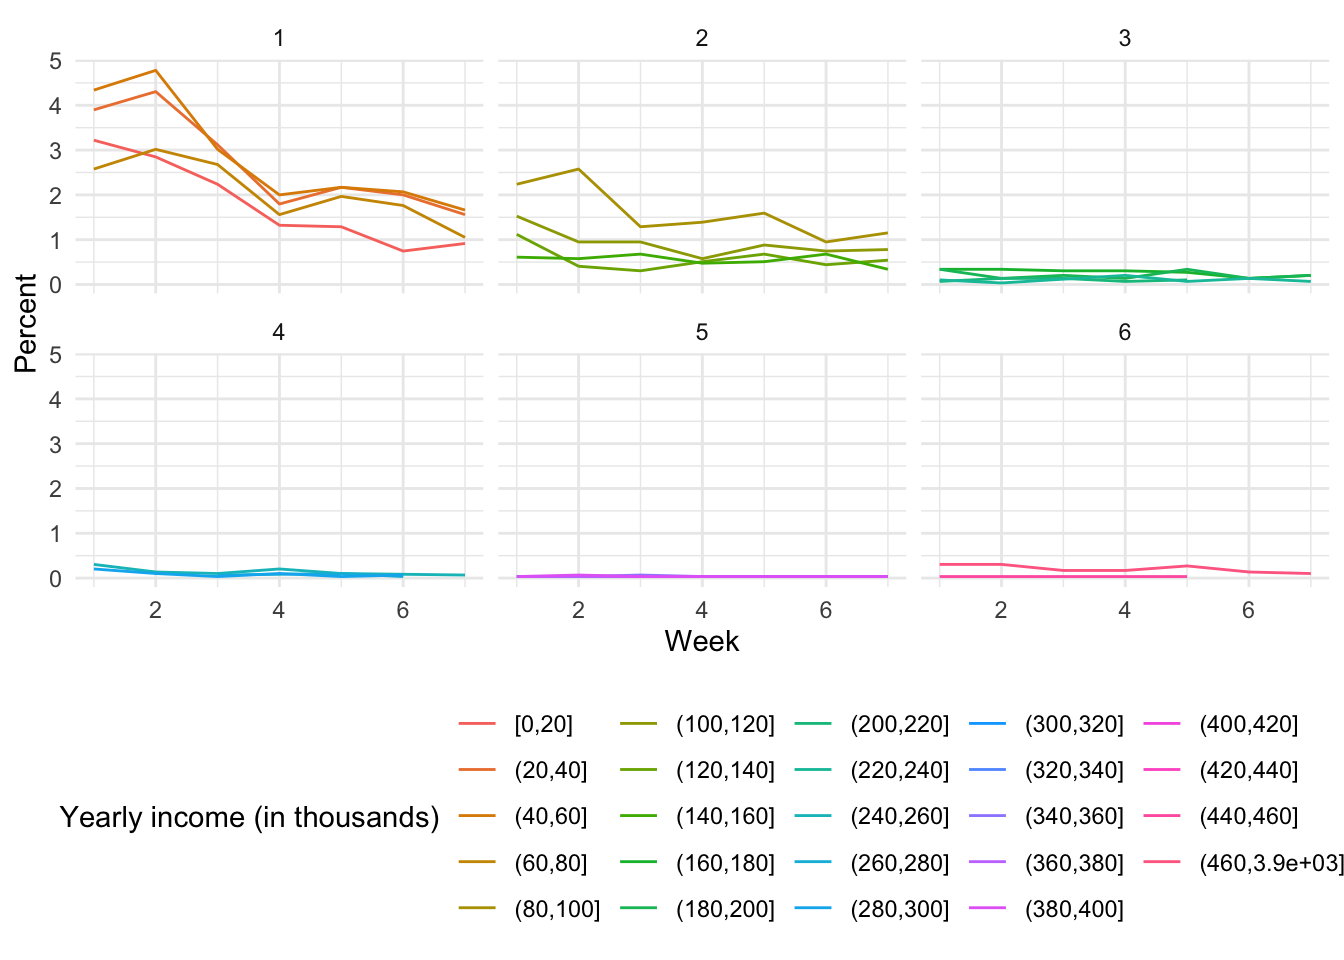 1 2 3
5
4
3
2
1
0
Percent
4 5 6
5
4
3
2
1
0
2 4 6 2 4 6 2 4 6
Week
Yearly income (in thousands)
[0,20] (100,120] (200,220] (300,320] (400,420]
(20,40] (120,140] (220,240] (320,340] (420,440]
(40,60] (140,160] (240,260] (340,360] (440,460]
(60,80] (160,180] (260,280] (360,380] (460,3.9e+03]
(80,100] (180,200] (280,300] (380,400]